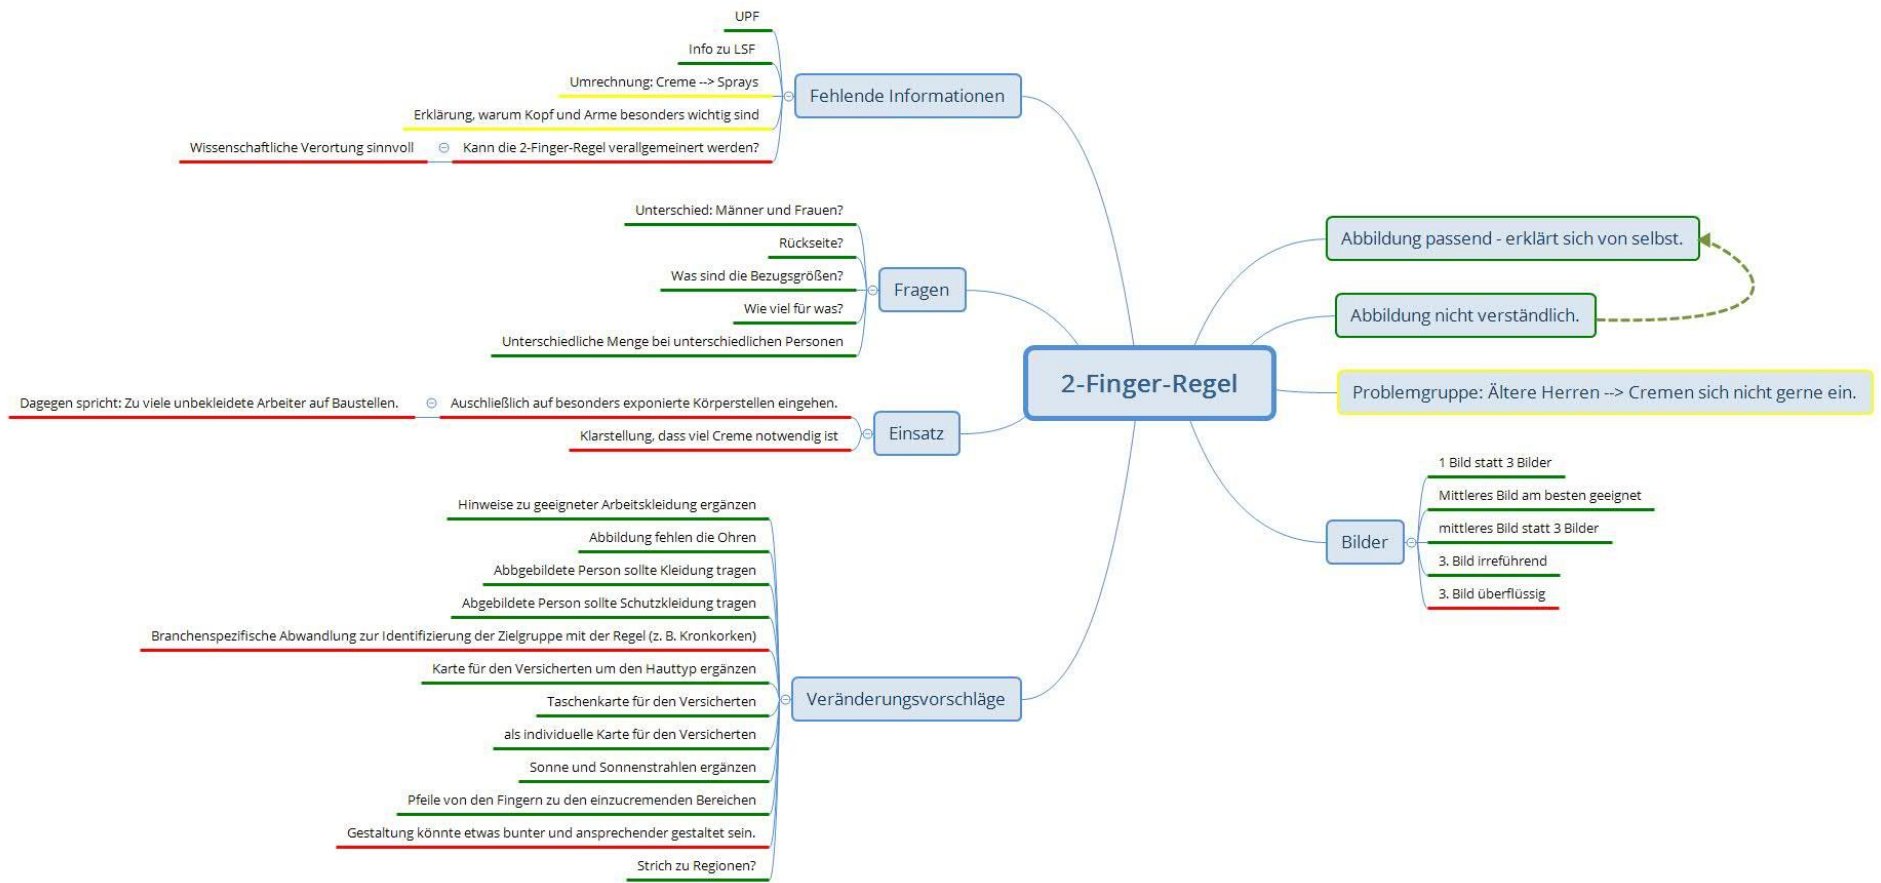 UPF
Info zu LSF
Umrechnung: Creme --> Sprays
Erklärung, warum Kopf und Arme besonders wichtig sind
Wissenschaftliche Verortung sinnvoll
Kann die 2-Finger-Regel verallgemeinert werden?
Fehlende Informationen
Unterschied: Männer und Frauen?
Rückseite?
Was sind die Bezugsgrößen?
Wie viel für was?
Unterschiedliche Menge bei unterschiedlichen Personen
Fragen
Dagegen spricht: Zu viele unbekleidete Arbeiter auf Baustellen.
Auschließlich auf besonders exponierte Körperstellen eingehen.
Klarstellung, dass viel Creme notwendig ist
Einsatz
Hinweise zu geeigneter Arbeitskleidung ergänzen
Abbildung fehlen die Ohren
Abbgebildete Person sollte Kleidung tragen
Abgebildete Person sollte Schutzkleidung tragen
Branchenspezifische Abwandlung zur Identifizierung der Zielgruppe mit der Regel (z. B. Kronkorken)
Karte für den Versicherten um den Hauttyp ergänzen
Taschenkarte für den Versicherten
als individuelle Karte für den Versicherten
Sonne und Sonnenstrahlen ergänzen
Pfeile von den Fingern zu den einzucremenden Bereichen
Gestaltung könnte etwas bunter und ansprechender gestaltet sein.
Strich zu Regionen?
Veränderungsvorschläge
2-Finger-Regel
Abbildung passend - erklärt sich von selbst.
Abbildung nicht verständlich.
Problemgruppe: Ältere Herren --> Cremen sich nicht gerne ein.
Bilder
1 Bild statt 3 Bilder
Mittleres Bild am besten geeignet
mittleres Bild statt 3 Bilder
3. Bild irreführend
3. Bild überflüssig